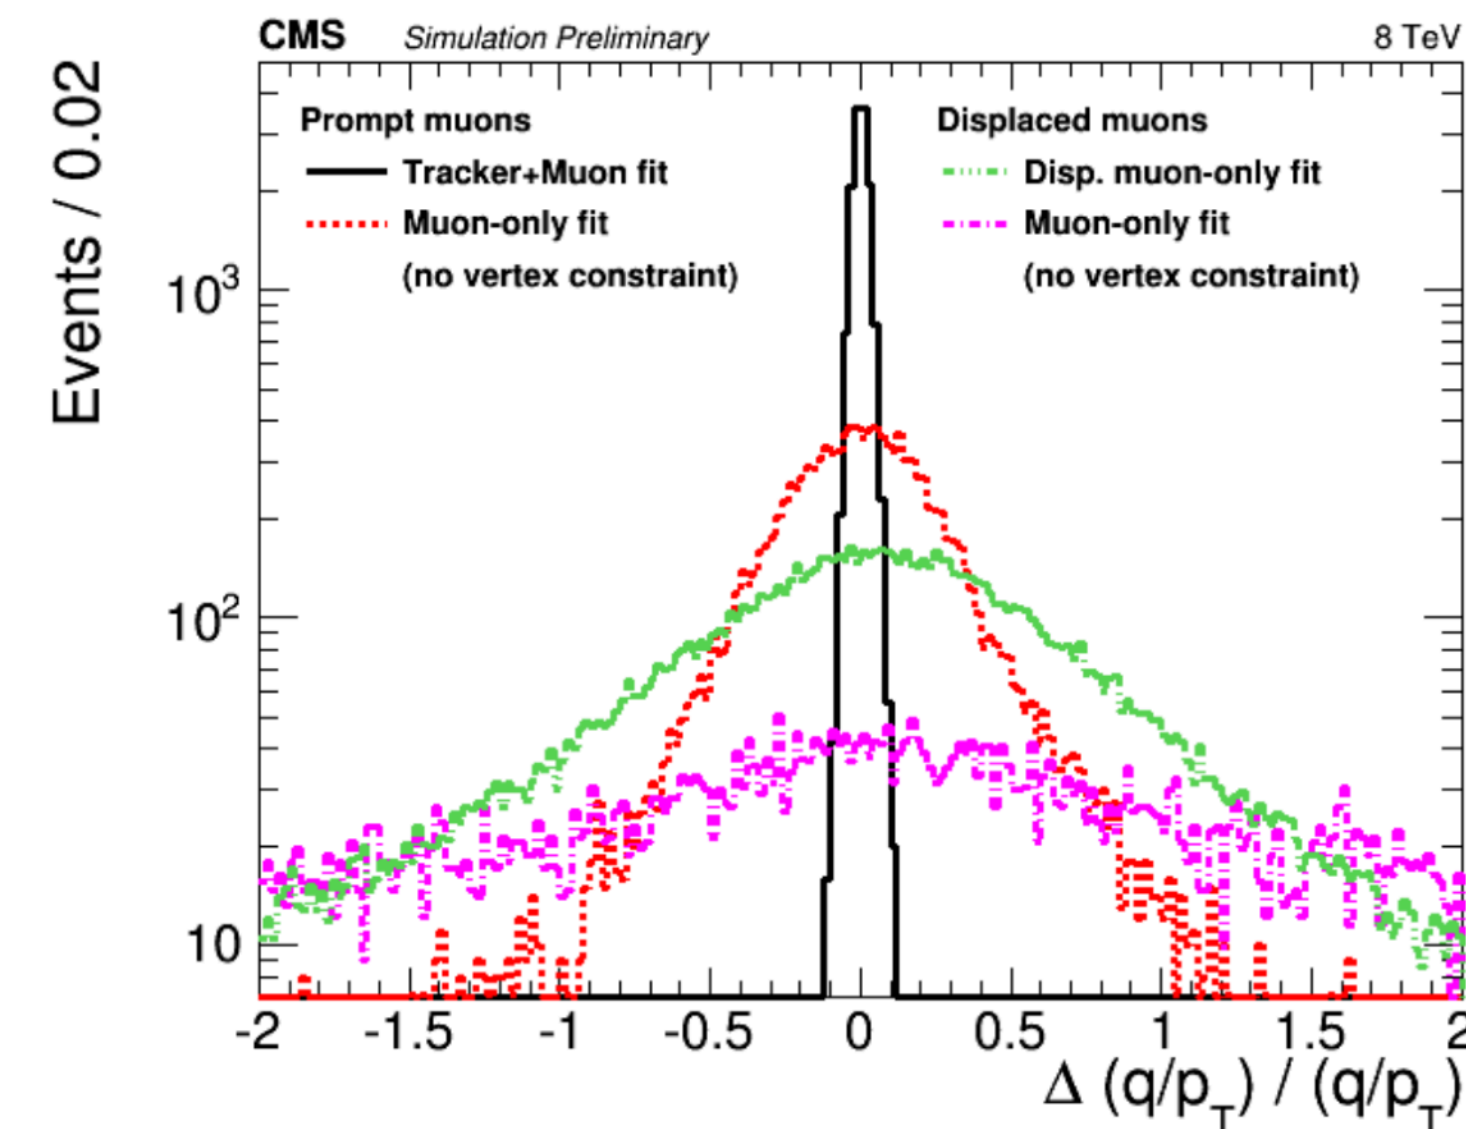 CMS Simulation Preliminary 8 TeV
Events / 0.02
Prompt muons
Tracker+Muon fit
Muon-only fit
(no vertex constraint)
Displaced muons
Disp. muon-only fit
Muon-only fit
(no vertex constraint)
10³
10²
10
-2 -1.5 -1 -0.5 0 0.5 1 1.5 2
Δ (q/p_T) / (q/p_T)